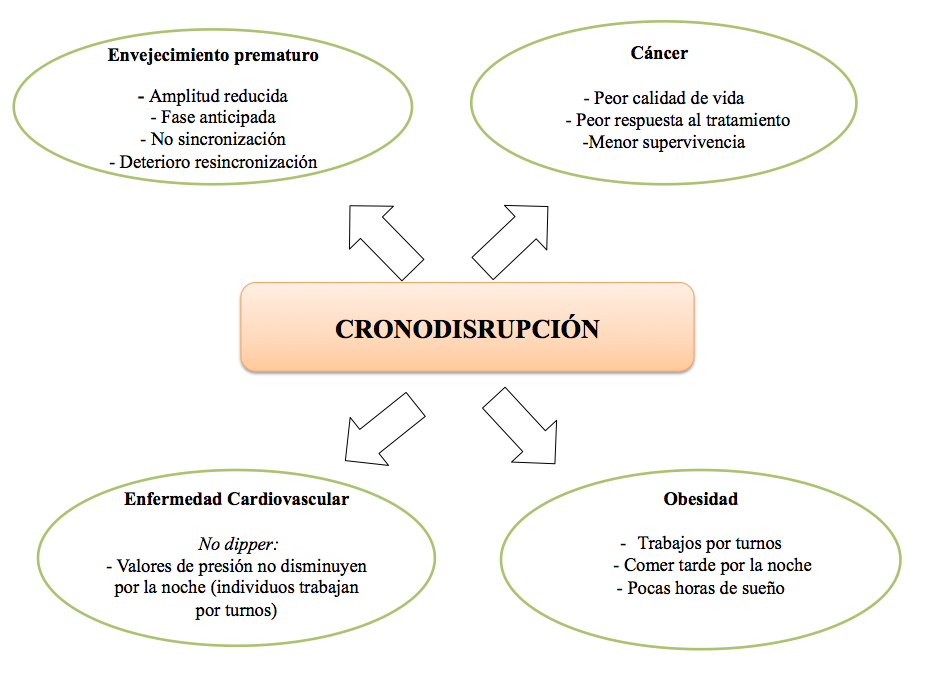 Envejecimiento prematuro
- Amplitud reducida
- Fase anticipada
- No sincronización
- Deterioro resincronización
Cáncer
- Peor calidad de vida
- Peor respuesta al tratamiento
-Menor supervivencia
CRONODISRUPCIÓN
Enfermedad Cardiovascular
No dipper:
- Valores de presión no disminuyen
por la noche (individuos trabajan
por turnos)
Obesidad
- Trabajos por turnos
- Comer tarde por la noche
- Pocas horas de sueño